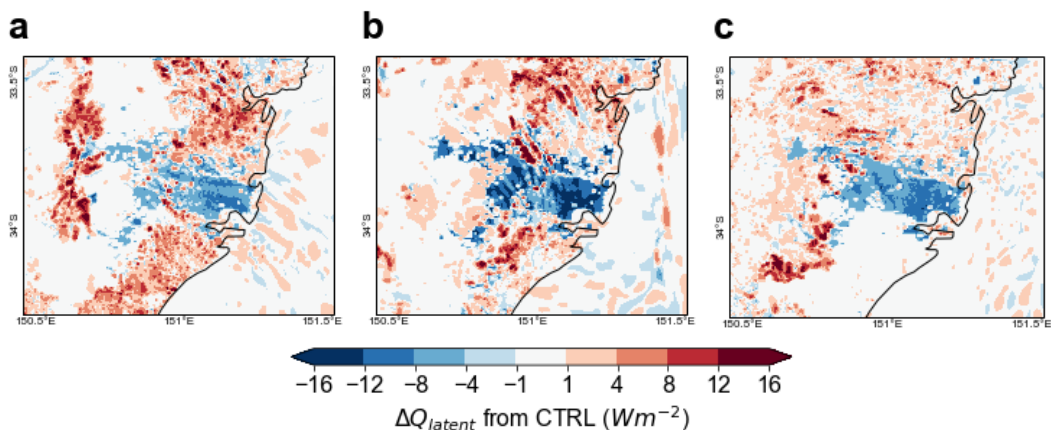 a b c
33.5°S 33.5°S 33.5°S
34°S 34°S 34°S
150.5°E 151°E 151.5°E 150.5°E 151°E 151.5°E 150.5°E 151°E 151.5°E
−16 −12 −8 −4 −1 1 4 8 12 16
ΔQ_latent from CTRL (Wm⁻²)